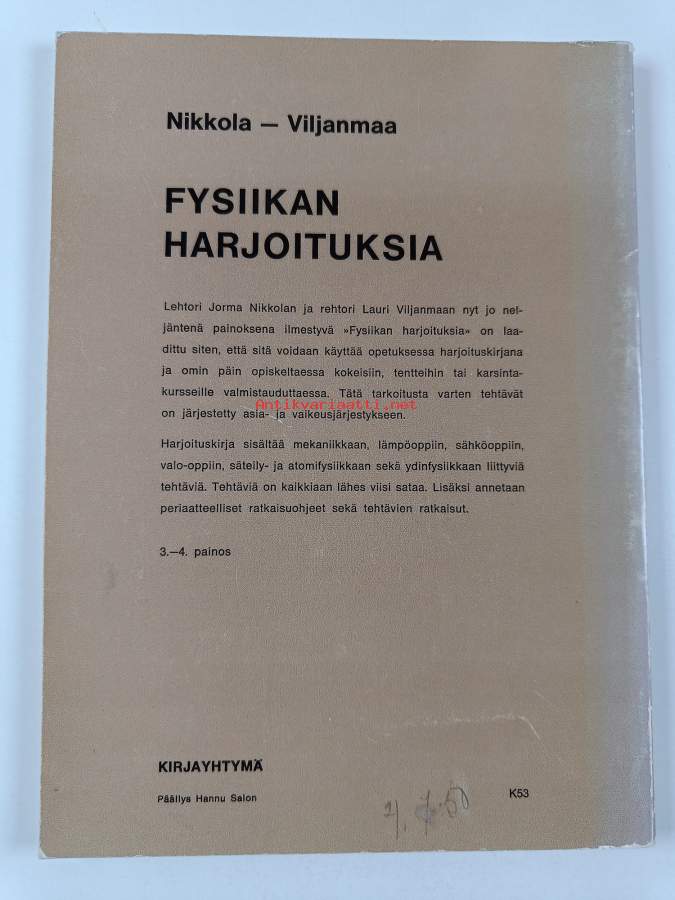 Nikkola — Viljanmaa
FYSIIKAN
HARJOITUKSIA
Lehtori Jorma Nikkolan ja rehtori Lauri Viljanmaan nyt jo nel-
jäntenä painoksena ilmestyvä »Fysiikan harjoituksia» on laa-
dittu siten, että sitä voidaan käyttää opetuksessa harjoituskirjana
ja omin päin opiskeltaessa kokeisiin, tentteihin tai karsinta-
kursseille valmistauduttaessa. Tätä tarkoitusta varten tehtävät
Antikvariaatti.net
on järjestetty asia- ja vaikeusjärjestykseen.
Harjoituskirja sisältää mekaniikkaan, lämpöoppiin, sähköoppiin,
valo-oppiin, säteily- ja atomifysiikkaan sekä ydinfysiikkaan liittyviä
tehtäviä. Tehtäviä on kaikkiaan lähes viisi sataa. Lisäksi annetaan
periaatteelliset ratkaisuohjeet sekä tehtävien ratkaisut.
3.—4. painos
KIRJAYHTYMÄ
Päällys Hannu Salon
K53